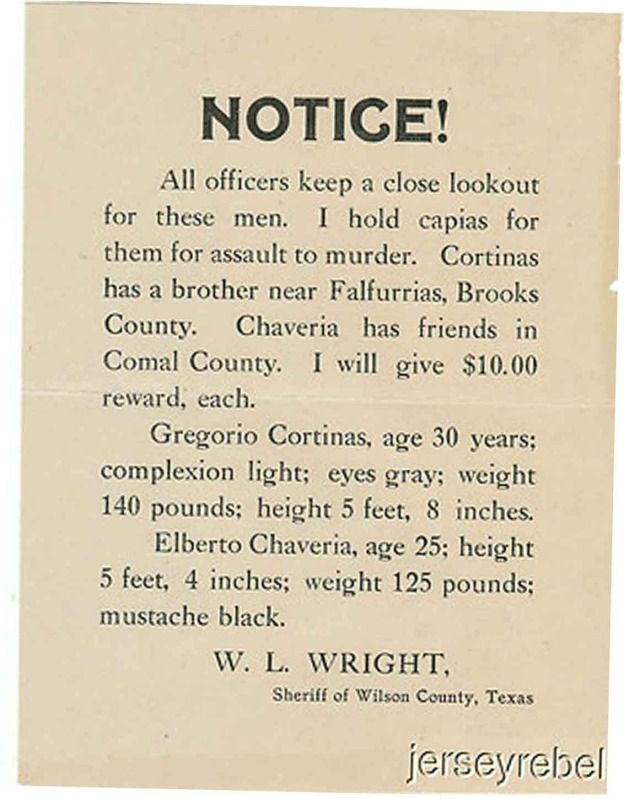 NOTICE!
All officers keep a close lookout
for these men. I hold capias for
them for assault to murder. Cortinas
has a brother near Falfurrias, Brooks
County. Chaveria has friends in
Comal County. I will give $10.00
reward, each.
Gregorio Cortinas, age 30 years;
complexion light; eyes gray; weight
140 pounds; height 5 feet, 8 inches.
Elberto Chaveria, age 25; height
5 feet, 4 inches; weight 125 pounds;
mustache black.
W. L. WRIGHT,
Sheriff of Wilson County, Texas
jerseyrebel